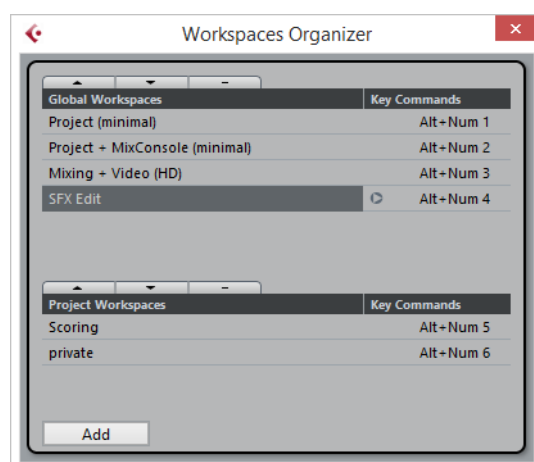 Workspaces Organizer
Global Workspaces Key Commands
Project (minimal) Alt+Num 1
Project + MixConsole (minimal) Alt+Num 2
Mixing + Video (HD) Alt+Num 3
SFX Edit Alt+Num 4
Project Workspaces Key Commands
Scoring Alt+Num 5
private Alt+Num 6
Add